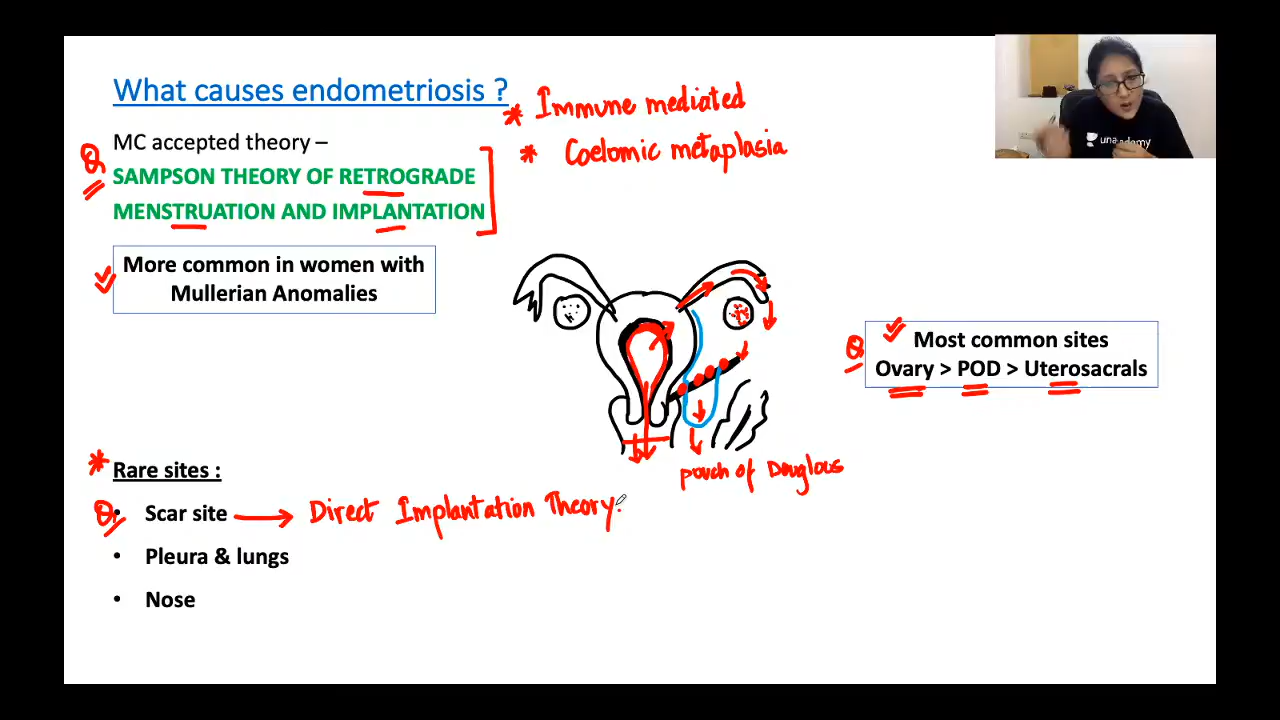 What causes endometriosis ?
* Immune mediated
* Coelomic metaplasia
MC accepted theory –
Q SAMPSON THEORY OF RETROGRADE
MENSTRUATION AND IMPLANTATION
More common in women with
Mullerian Anomalies
Most common sites
Q Ovary > POD > Uterosacrals
pouch of Douglous
* Rare sites :
Q • Scar site → Direct Implantation Theory.
• Pleura & lungs
• Nose
unacademy